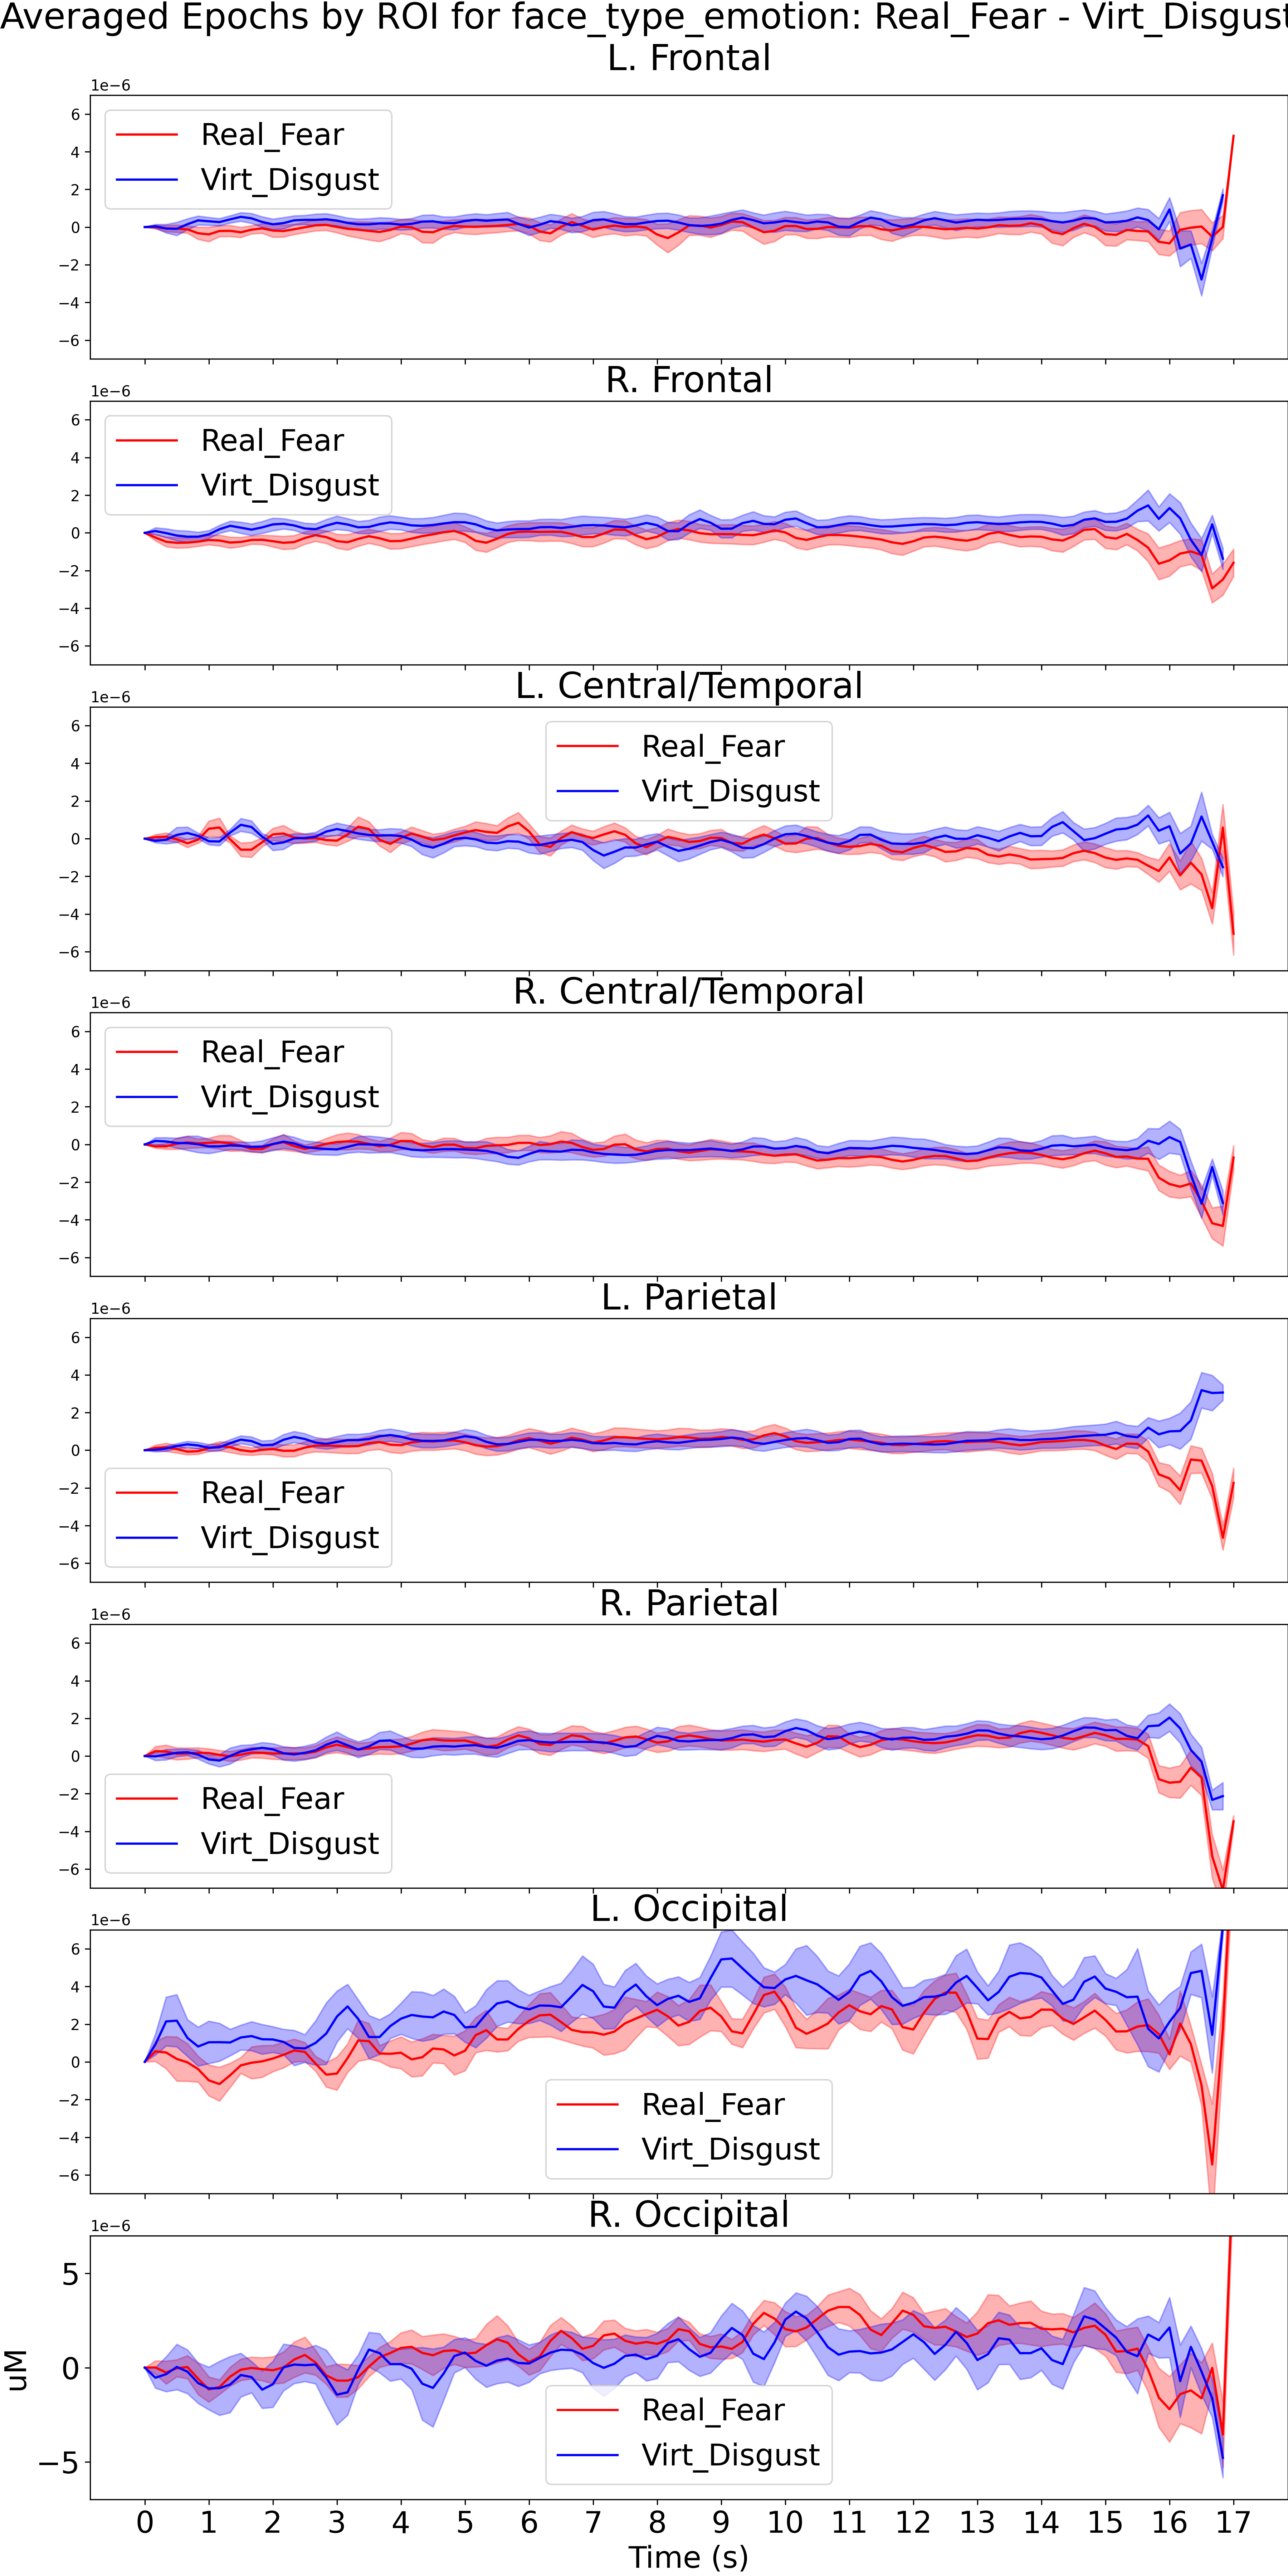 Averaged Epochs by ROI for face_type_emotion: Real_Fear - Virt_Disgust
L. Frontal
1e−6
6
4
2
0
−2
−4
−6
Real_Fear
Virt_Disgust
R. Frontal
1e−6
6
4
2
0
−2
−4
−6
Real_Fear
Virt_Disgust
L. Central/Temporal
1e−6
6
4
2
0
−2
−4
−6
Real_Fear
Virt_Disgust
R. Central/Temporal
1e−6
6
4
2
0
−2
−4
−6
Real_Fear
Virt_Disgust
L. Parietal
1e−6
6
4
2
0
−2
−4
−6
Real_Fear
Virt_Disgust
R. Parietal
1e−6
6
4
2
0
−2
−4
−6
Real_Fear
Virt_Disgust
L. Occipital
1e−6
6
4
2
0
−2
−4
−6
Real_Fear
Virt_Disgust
R. Occipital
1e−6
5
0
−5
uM
Real_Fear
Virt_Disgust
0 1 2 3 4 5 6 7 8 9 10 11 12 13 14 15 16 17
Time (s)